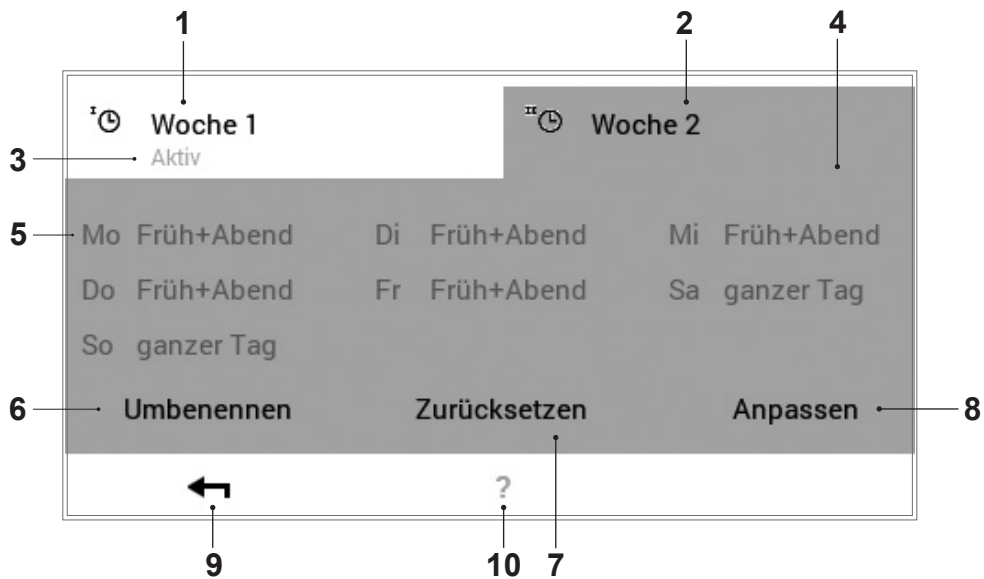 1 2 4
I Woche 1 II Woche 2
3 Aktiv
5 Mo Früh+Abend Di Früh+Abend Mi Früh+Abend
Do Früh+Abend Fr Früh+Abend Sa ganzer Tag
So ganzer Tag
6 Umbenennen Zurücksetzen Anpassen 8
?
9 10 7